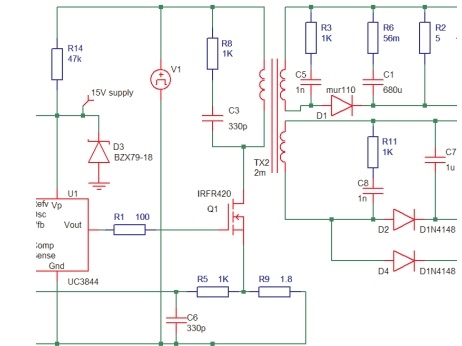 R14
47k
15V supply
D3
BZX79-18
V1
R8
1K
C3
330p
TX2
2m
R3
1K
C5
1n
mur110
D1
R6
56m
C1
680u
R2
5
R11
1K
C8
1n
C7
1u
D2
D1N4148
D4
D1N4148
IRFR420
Q1
U1
Vp
Vout
Gnd
UC3844
R1 100
R5 1K
R9 1.8
C6
330p